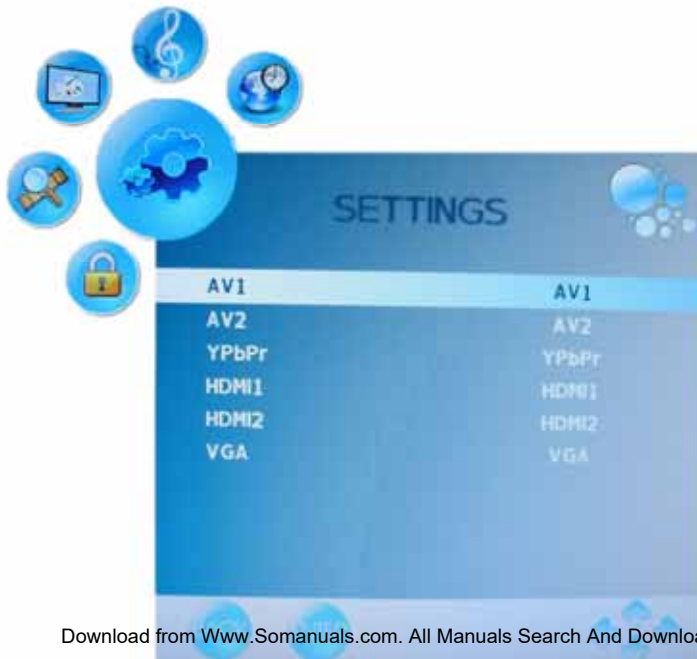 SETTINGS
AV1 AV1
AV2 AV2
YPbPr YPbPr
HDMI1 HDMI1
HDMI2 HDMI2
VGA VGA
Download from Www.Somanuals.com. All Manuals Search And